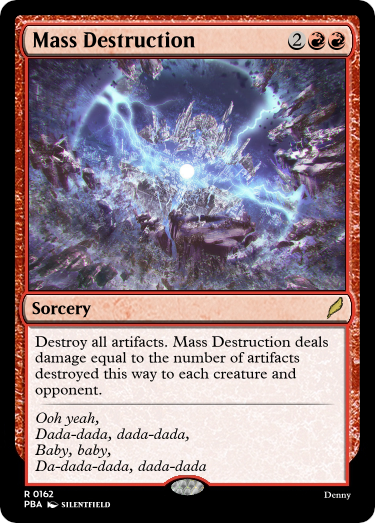 Mass Destruction 2
Sorcery
Destroy all artifacts. Mass Destruction deals
damage equal to the number of artifacts
destroyed this way to each creature and
opponent.
Ooh yeah,
Dada-dada, dada-dada,
Baby, baby,
Da-dada-dada, dada-dada
R 0162
PBA SILENTFIELD
Denny